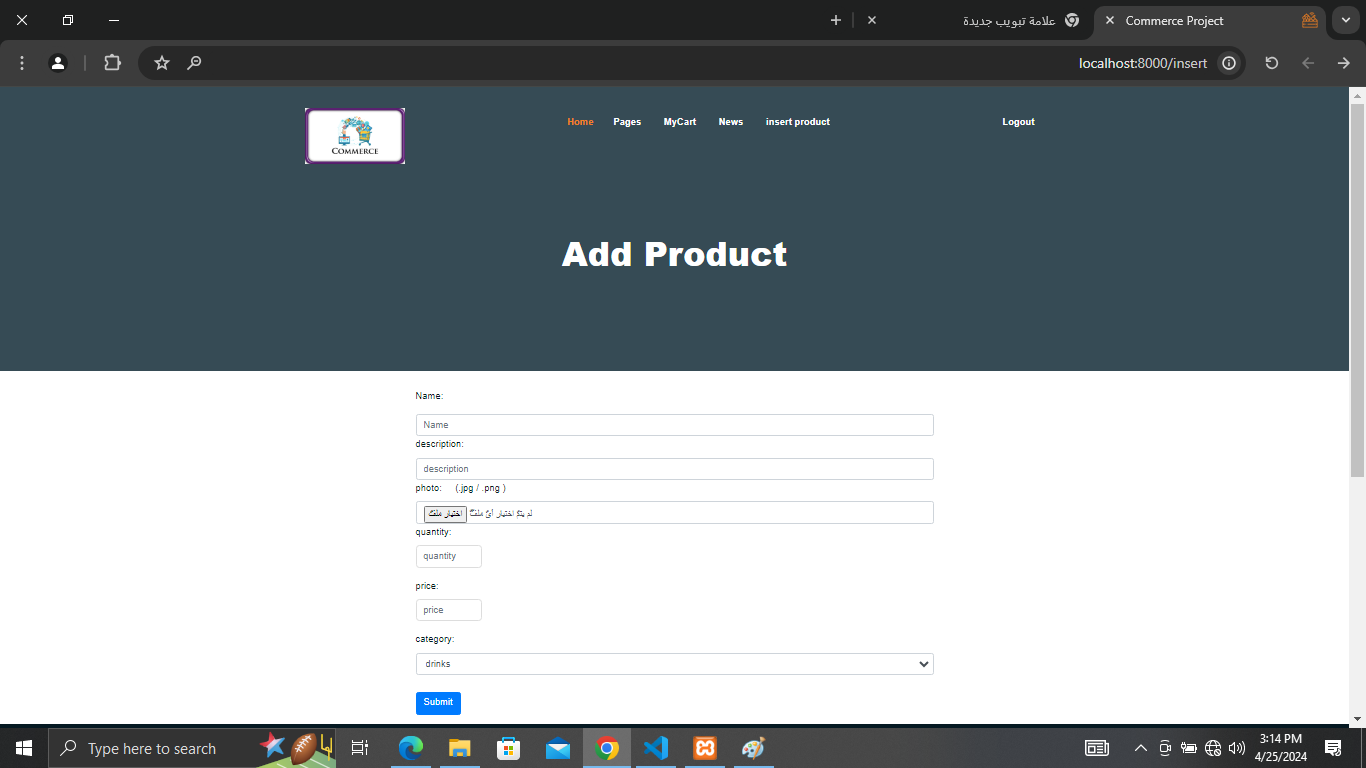 علامة تبويب جديدة
Commerce Project
localhost:8000/insert
COMMERCE
Home Pages MyCart News insert product Logout
Add Product
Name:
Name
description:
description
photo: (.jpg / .png )
اختيار ملفّ لم يتمّ اختيار أيّ ملفّ
quantity:
quantity
price:
price
category:
drinks
Submit
Type here to search
3:14 PM
4/25/2024